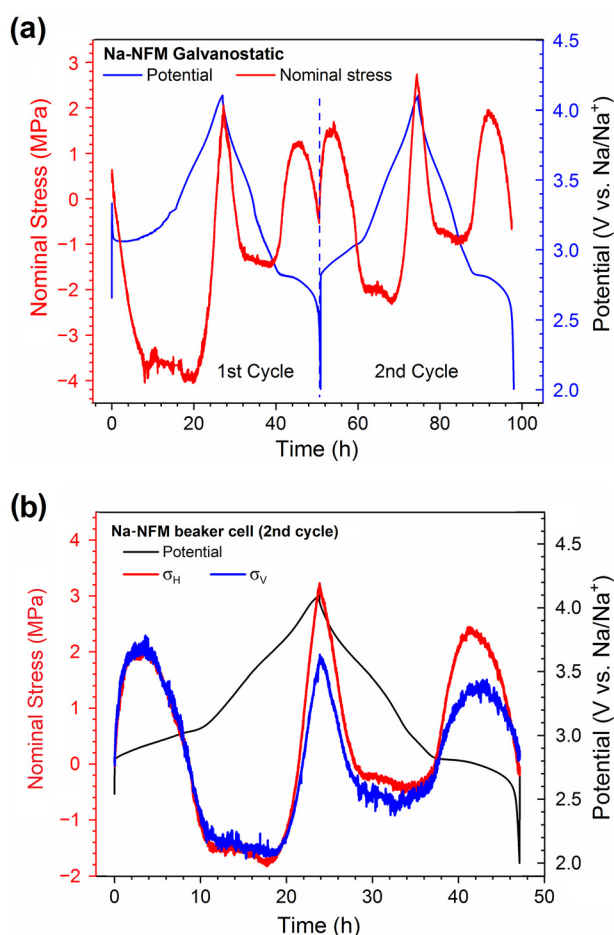 (a)
Na-NFM Galvanostatic
Potential Nominal stress
Nominal Stress (MPa)
3
2
1
0
−1
−2
−3
−4
4.5
4.0
3.5
3.0
2.5
2.0
Potential (V vs. Na/Na⁺)
1st Cycle 2nd Cycle
0 20 40 60 80 100
Time (h)
(b)
Na-NFM beaker cell (2nd cycle)
Potential
σH σV
Nominal Stress (MPa)
4
3
2
1
0
−1
−2
4.5
4.0
3.5
3.0
2.5
2.0
Potential (V vs. Na/Na⁺)
0 10 20 30 40 50
Time (h)